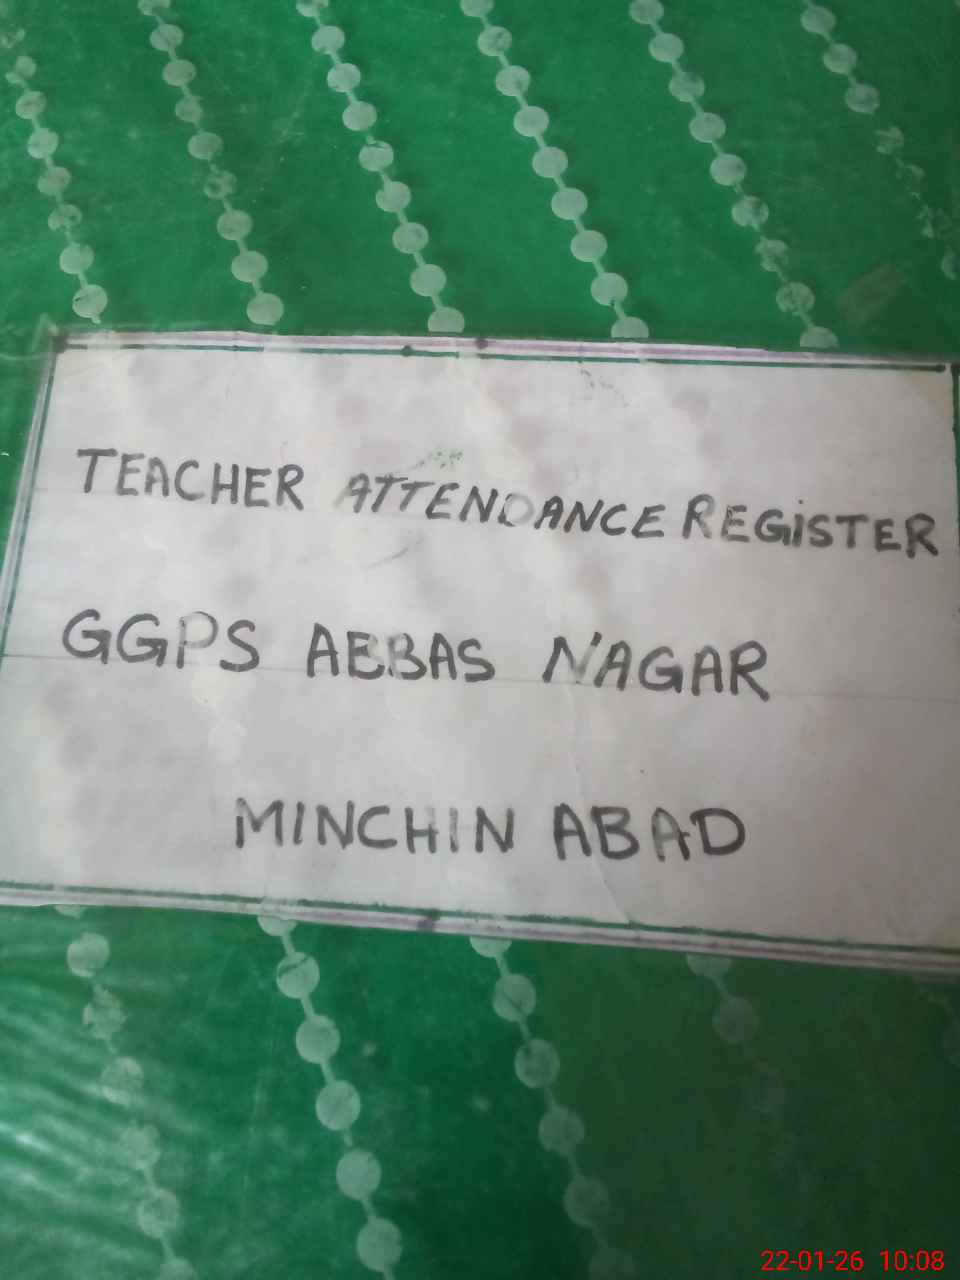 TEACHER ATTENDANCE REGISTER
GGPS ABBAS NAGAR
MINCHIN ABAD
22-01-26 10:08